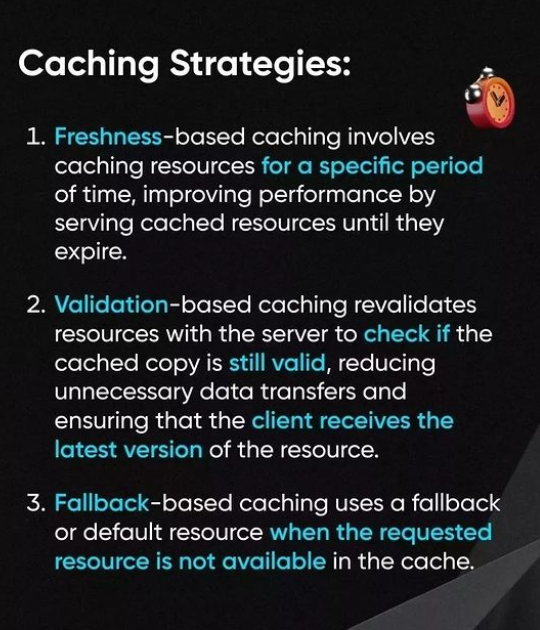 Caching Strategies:
1. Freshness-based caching involves
caching resources for a specific period
of time, improving performance by
serving cached resources until they
expire.
2. Validation-based caching revalidates
resources with the server to check if the
cached copy is still valid, reducing
unnecessary data transfers and
ensuring that the client receives the
latest version of the resource.
3. Fallback-based caching uses a fallback
or default resource when the requested
resource is not available in the cache.